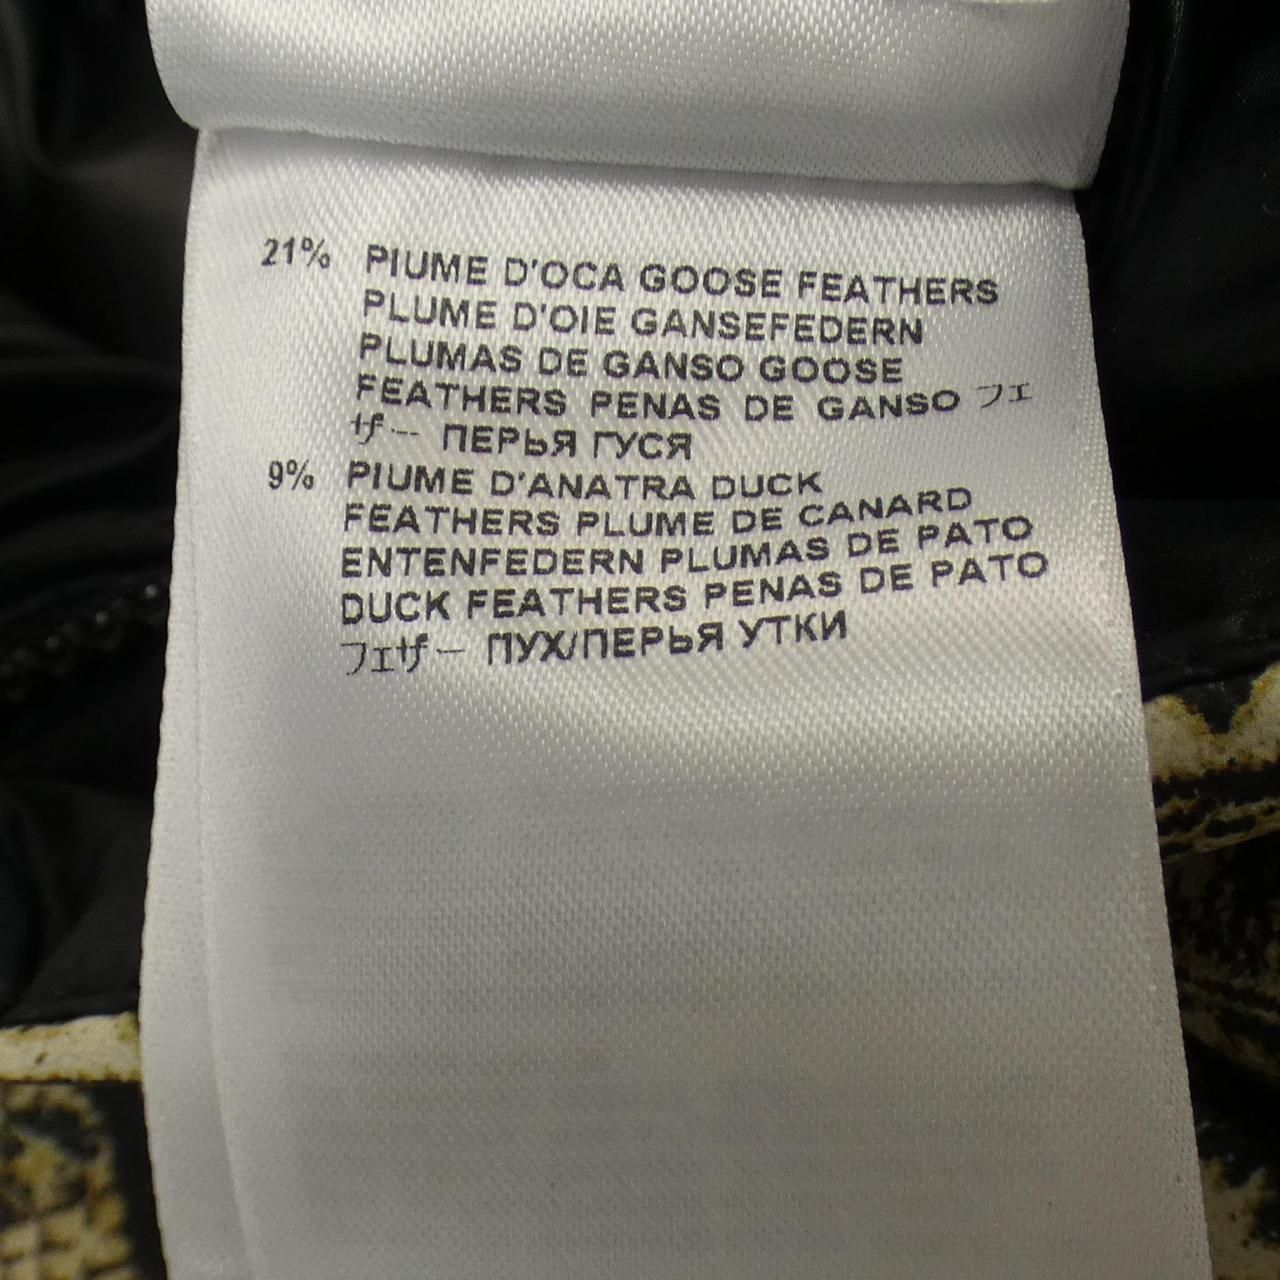 21% PIUME D'OCA GOOSE FEATHERS
PLUME D'OIE GANSEFEDERN
PLUMAS DE GANSO GOOSE
FEATHERS PENAS DE GANSO フェ
ザー ПЕРЬЯ ГУСЯ
9% PIUME D'ANATRA DUCK
FEATHERS PLUME DE CANARD
ENTENFEDERN PLUMAS DE PATO
DUCK FEATHERS PENAS DE PATO
フェザー ПУХ/ПЕРЬЯ УТКИ